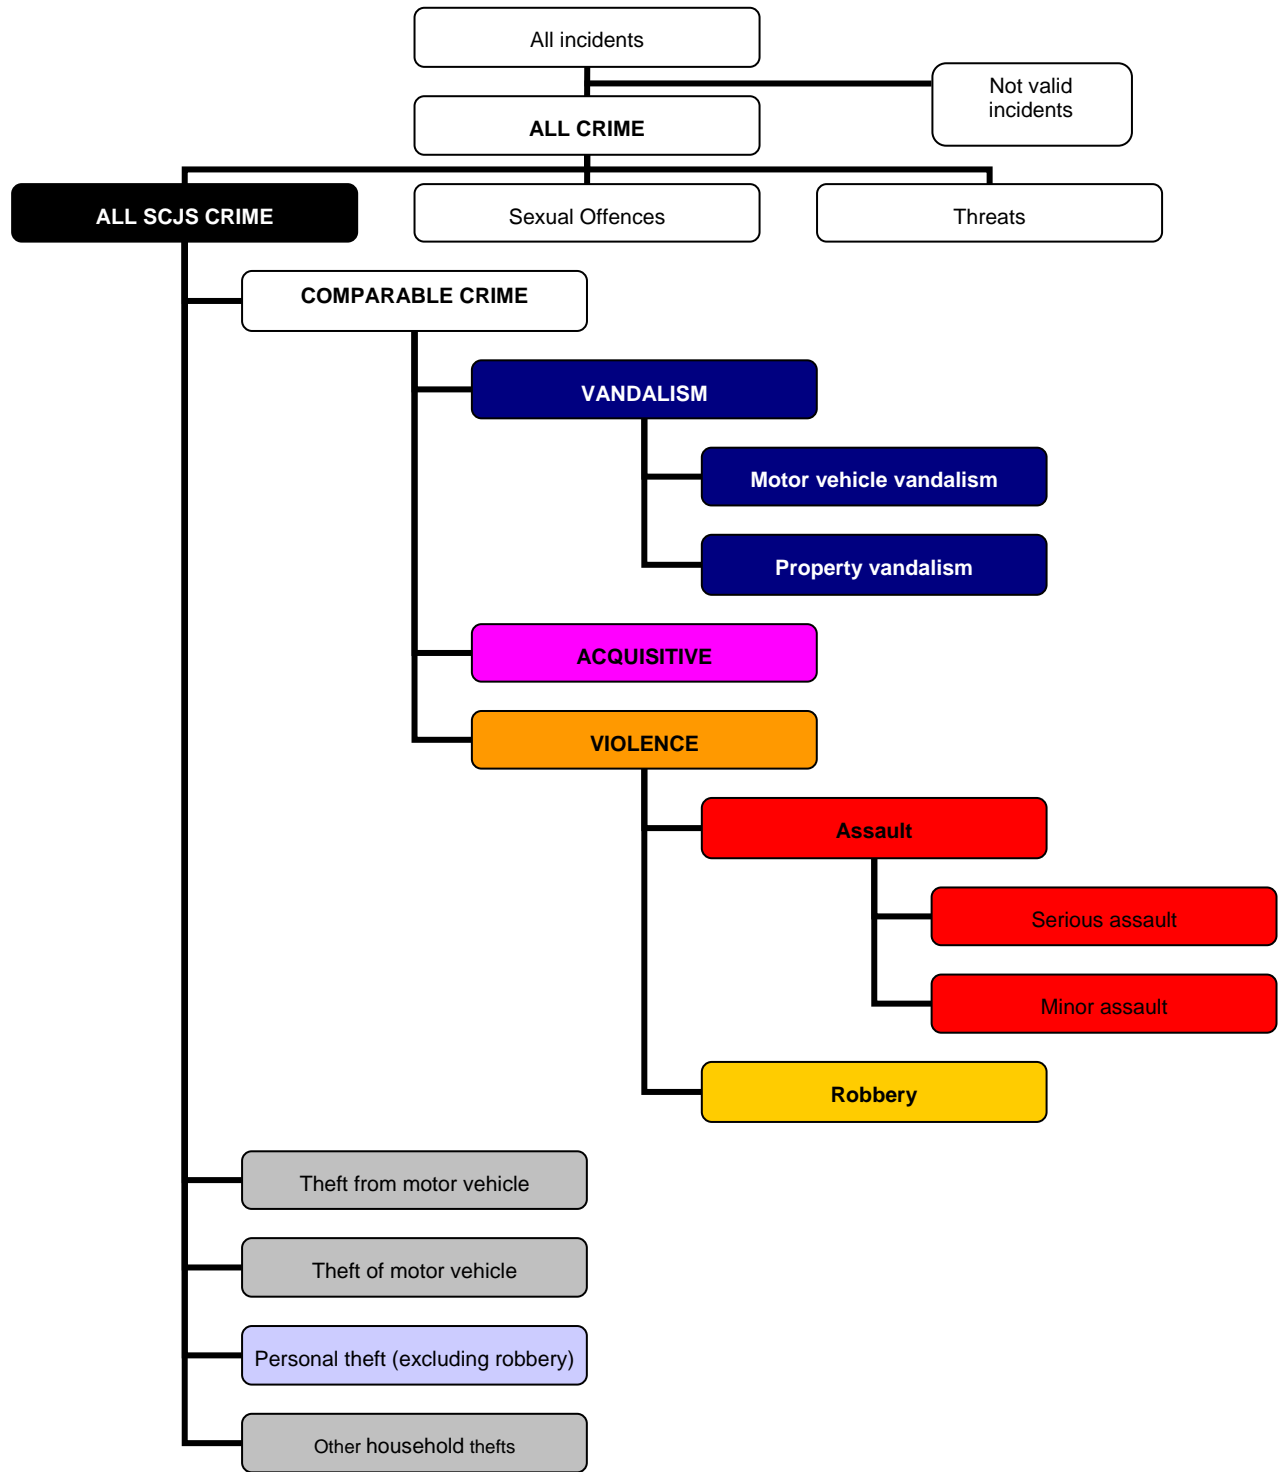 All incidents
Not valid
incidents
ALL CRIME
ALL SCJS CRIME
Sexual Offences
Threats
COMPARABLE CRIME
VANDALISM
Motor vehicle vandalism
Property vandalism
ACQUISITIVE
VIOLENCE
Assault
Serious assault
Minor assault
Robbery
Theft from motor vehicle
Theft of motor vehicle
Personal theft (excluding robbery)
Other household thefts